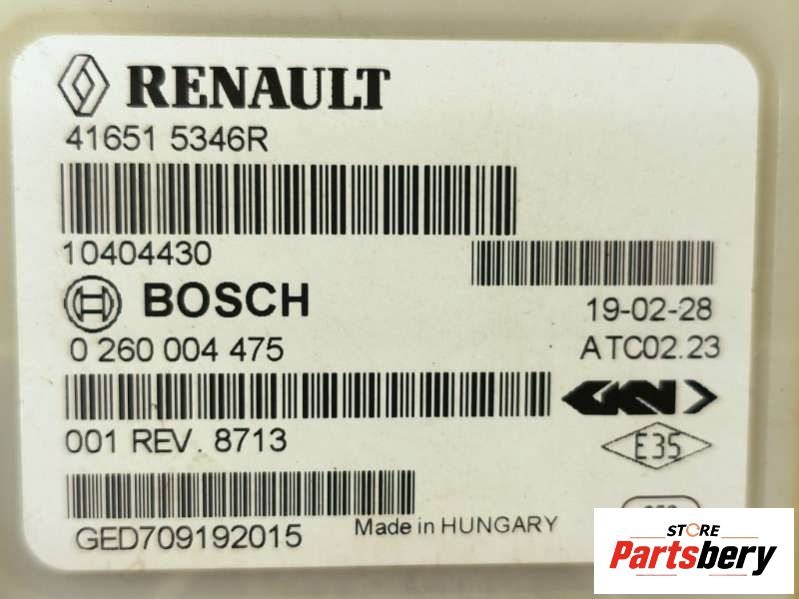 RENAULT
41651 5346R
10404430
BOSCH
19-02-28
0 260 004 475
ATC02.23
GKN
001 REV. 8713
E35
GED709192015
Made in HUNGARY
STORE
Partsbery